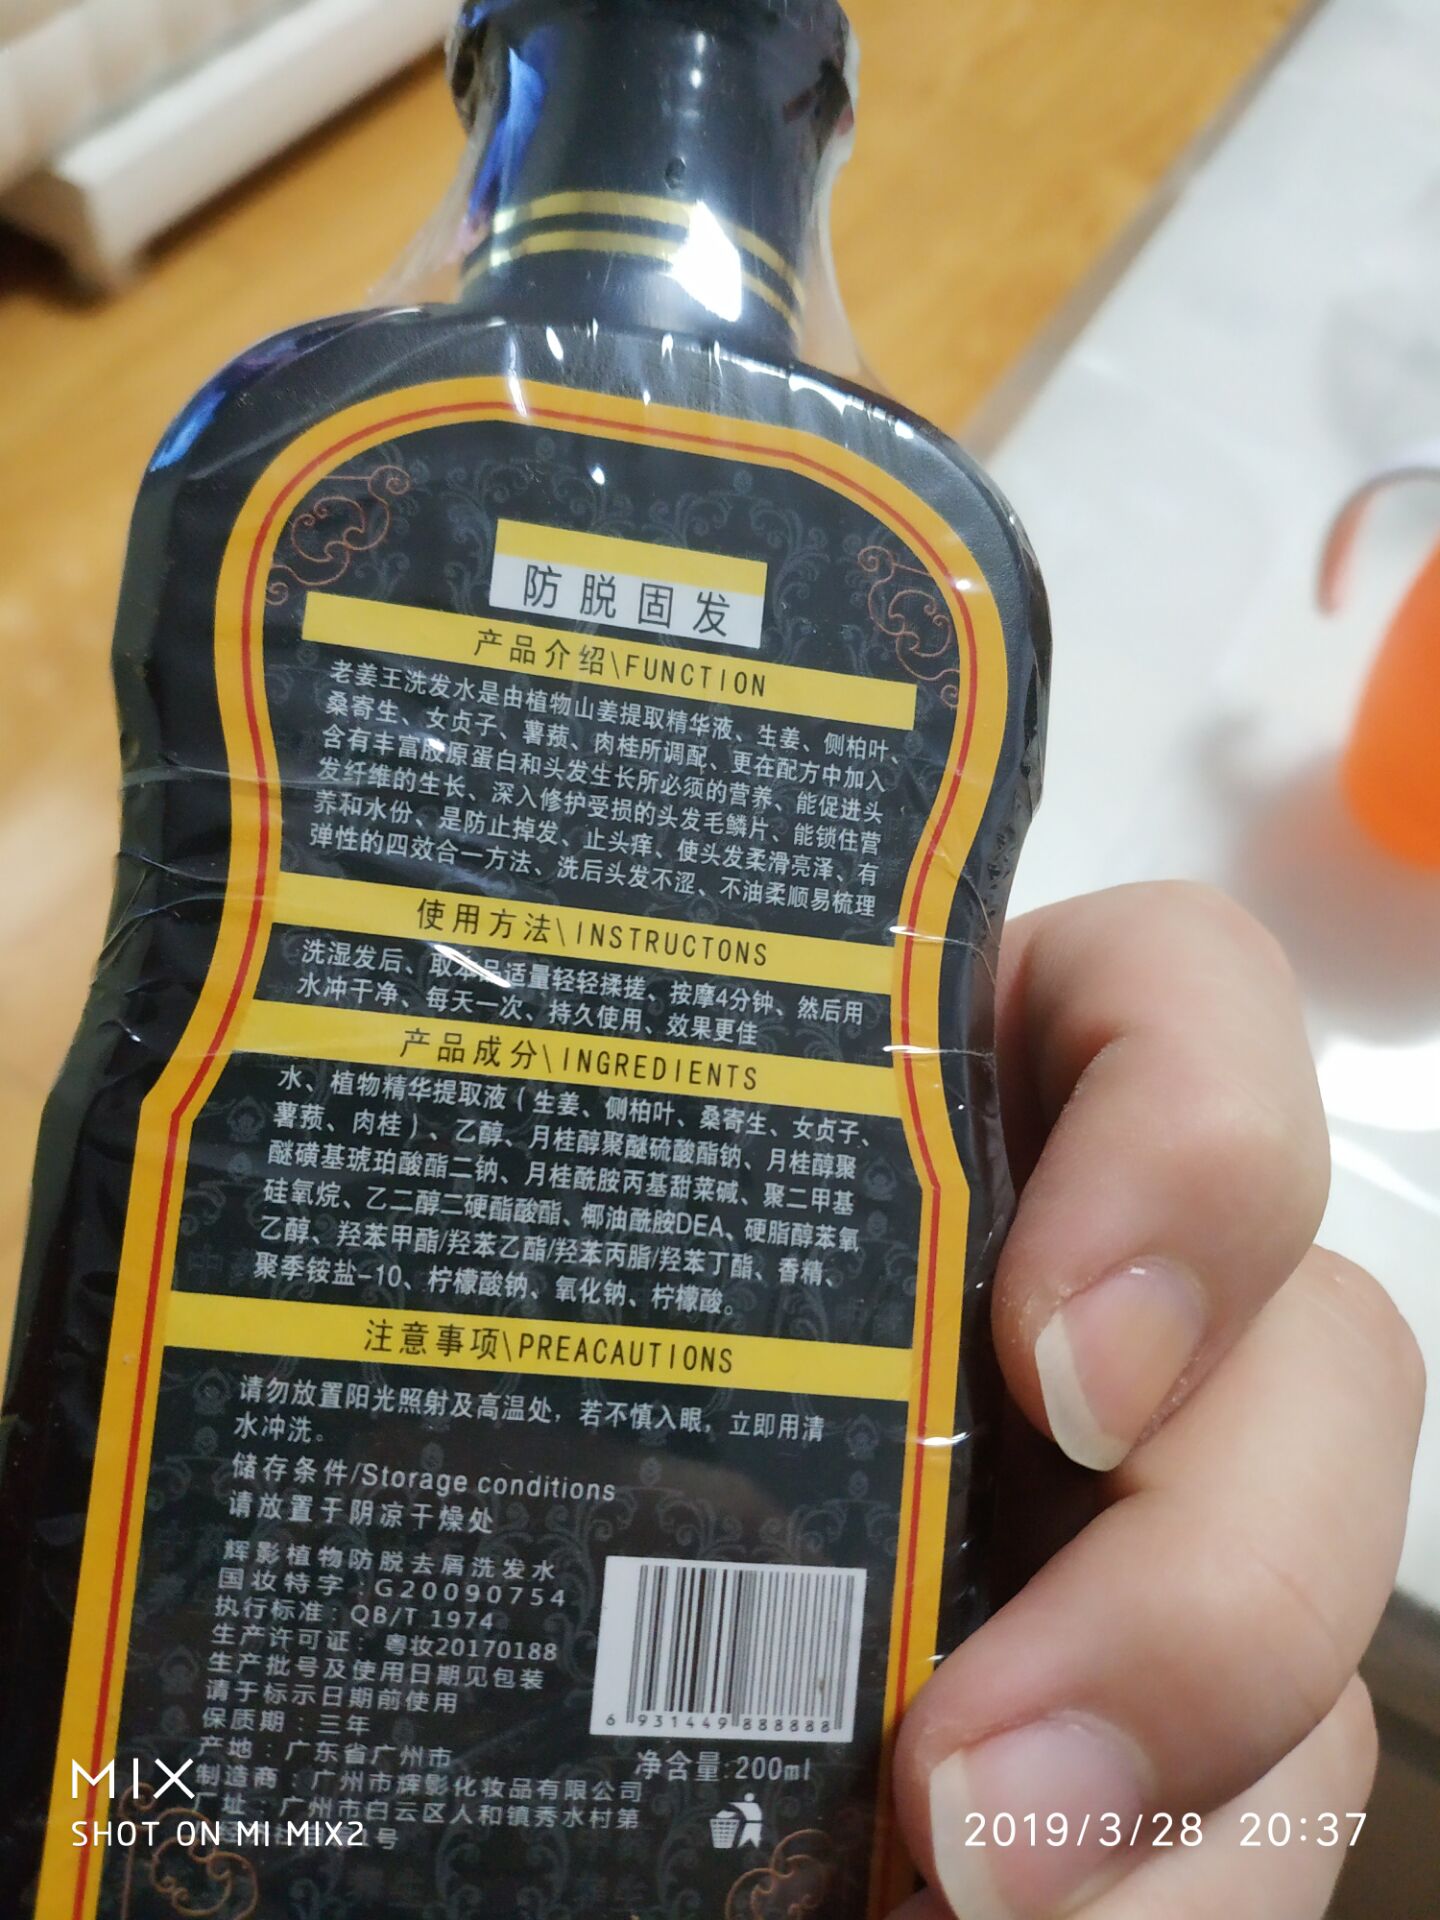 防脱固发
产品介绍\FUNCTION
老姜王洗发水是由植物山姜提取精华液、生姜、侧柏叶、
桑寄生、女贞子、薯蓣、肉桂所调配、更在配方中加入
含有丰富胶原蛋白和头发生长所必须的营养、能促进头
发纤维的生长、深入修护受损的头发毛鳞片、能锁住营
养和水份、是防止掉发、止头痒、使头发柔滑亮泽、有
弹性的四效合一方法、洗后头发不涩、不油柔顺易梳理
使用方法\INSTRUCTONS
洗湿发后、取本品适量轻轻揉搓、按摩4分钟、然后用
水冲干净、每天一次、持久使用、效果更佳
产品成分\INGREDIENTS
水、植物精华提取液(生姜、侧柏叶、桑寄生、女贞子、
薯蓣、肉桂)、乙醇、月桂醇聚醚硫酸酯钠、月桂醇聚
醚磺基琥珀酸酯二钠、月桂酰胺丙基甜菜碱、聚二甲基
硅氧烷、乙二醇二硬酯酸酯、椰油酰胺DEA、硬脂醇苯氧
乙醇、羟苯甲酯/羟苯乙酯/羟苯丙脂/羟苯丁酯、香精、
聚季铵盐-10、柠檬酸钠、氧化钠、柠檬酸。
注意事项\PREACAUTIONS
请勿放置阳光照射及高温处,若不慎入眼,立即用清
水冲洗。
储存条件/Storage conditions
请放置于阴凉干燥处
辉影植物防脱去屑洗发水
国妆特字:G20090754
执行标准:QB/T 1974
生产许可证:粤妆20170188
生产批号及使用日期见包装
请于标示日期前使用
保质期:三年
产地:广东省广州市
制造商:广州市辉影化妆品有限公司
厂址:广州市白云区人和镇秀水村第
1号
6 931449 888888
净含量:200ml
MIX
SHOT ON MI MIX2
2019/3/28 20:37